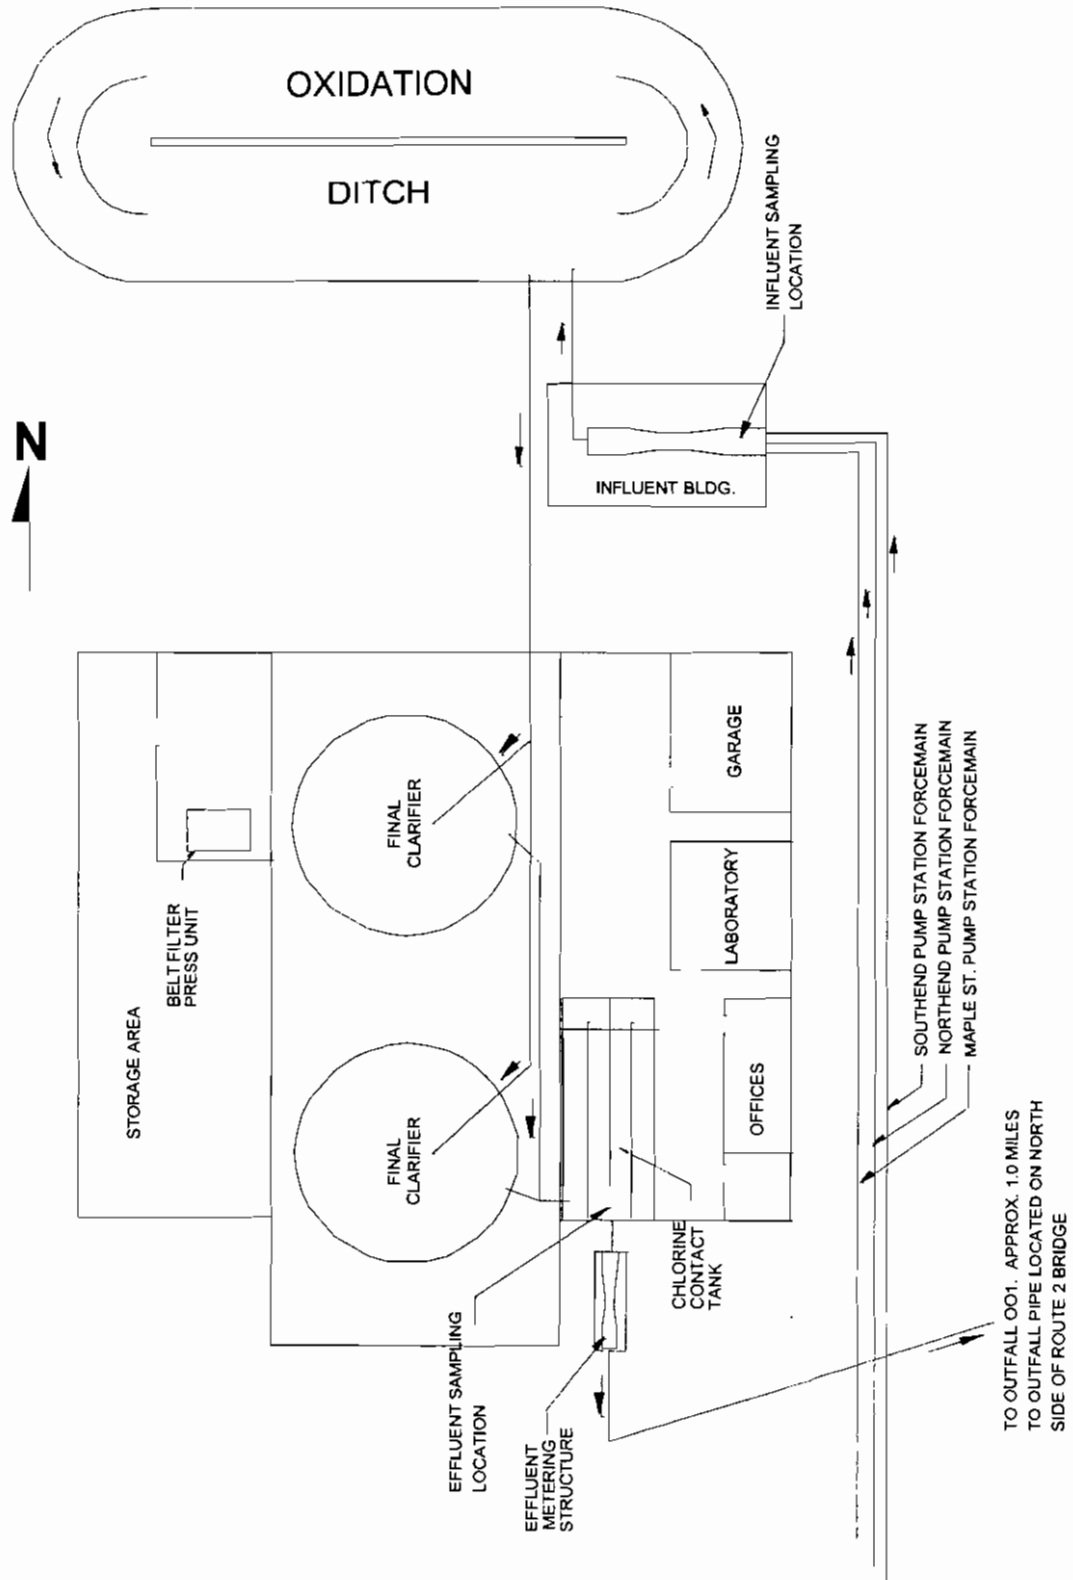 OXIDATION
DITCH
INFLUENT SAMPLING
LOCATION
N
INFLUENT BLDG.
GARAGE
FINAL
CLARIFIER
LABORATORY
BELT FILTER
PRESS UNIT
STORAGE AREA
FINAL
CLARIFIER
OFFICES
SOUTHEND PUMP STATION FORCEMAIN
NORTHEND PUMP STATION FORCEMAIN
MAPLE ST. PUMP STATION FORCEMAIN
CHLORINE
CONTACT
TANK
EFFLUENT SAMPLING
LOCATION
EFFLUENT
METERING
STRUCTURE
TO OUTFALL OO1. APPROX. 1.0 MILES
TO OUTFALL PIPE LOCATED ON NORTH
SIDE OF ROUTE 2 BRIDGE